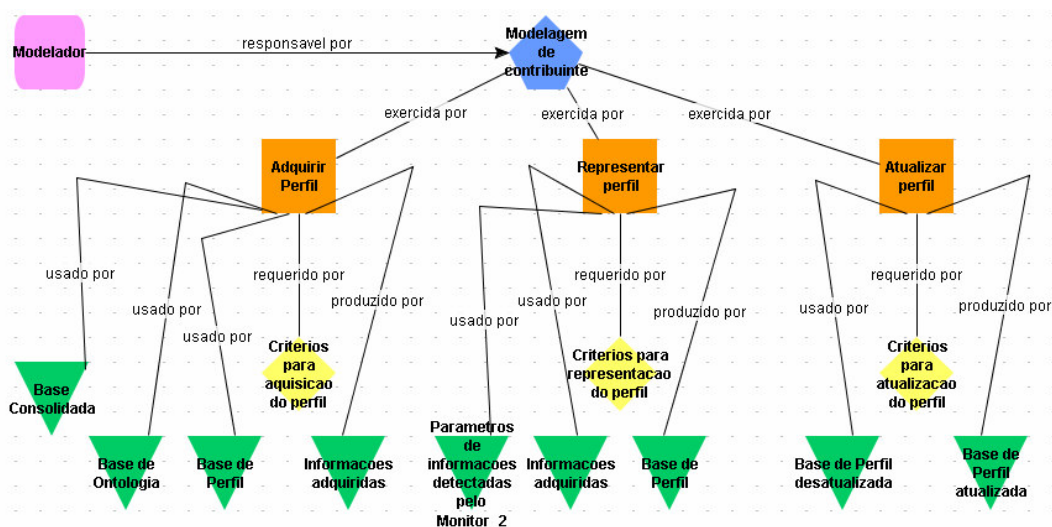 Modelador
responsavel por
Modelagem
de
contribuinte
exercida por
exercida por
exercida por
Adquirir
Perfil
Representar
perfil
Atualizar
perfil
usado por
usado por
usado por
requerido por
produzido por
usado por
usado por
requerido por
produzido por
usado por
requerido por
produzido por
Criterios
para
aquisicao
do perfil
Criterios para
representacao
do perfil
Criterios
para
atualizacao
do perfil
Base
Consolidada
Base de
Ontologia
Base de
Perfil
Informacoes
adquiridas
Parametros
de
informacoes
detectadas
pelo
Monitor_2
Informacoes
adquiridas
Base de
Perfil
Base de Perfil
desatualizada
Base de
Perfil
atualizada